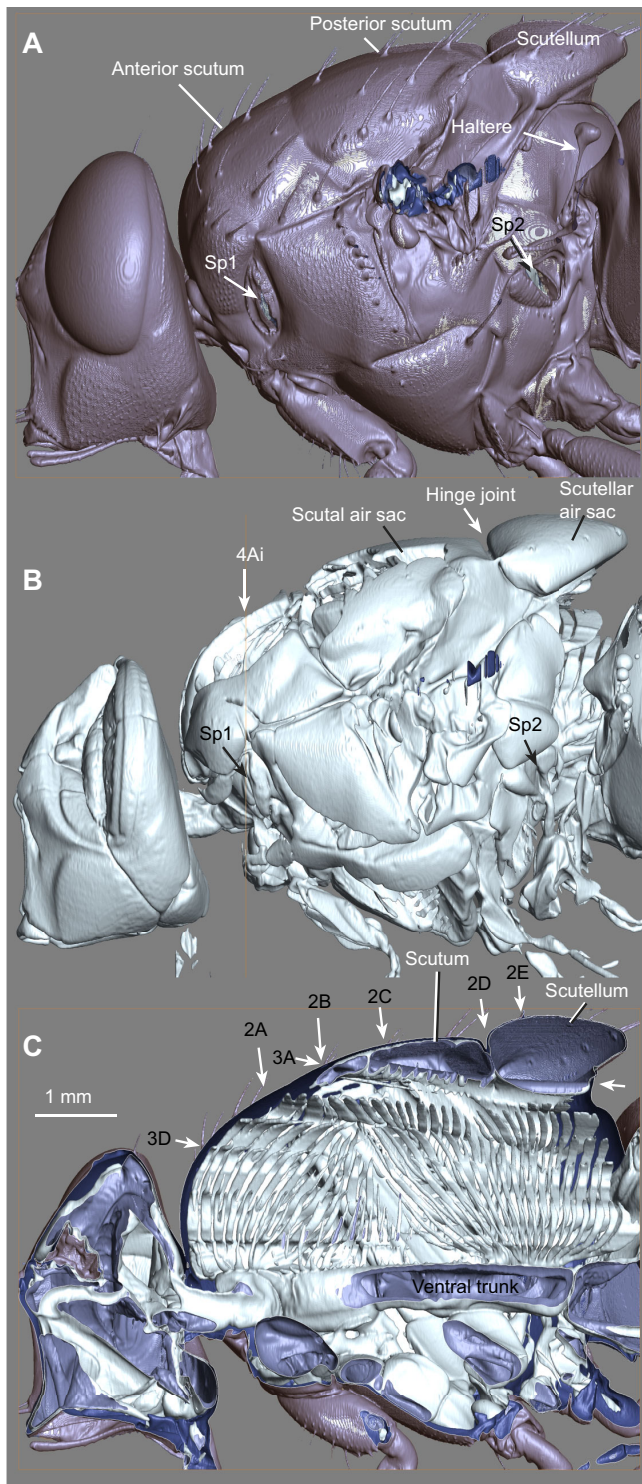 A
Posterior scutum
Scutellum
Anterior scutum
Haltere
Sp1
Sp2
B
Scutal air sac
Hinge joint
Scutellar
air sac
4Ai
Sp1
Sp2
C
Scutum
2D
2E
Scutellum
2C
2B
2A
3A
1 mm
3D
Ventral trunk